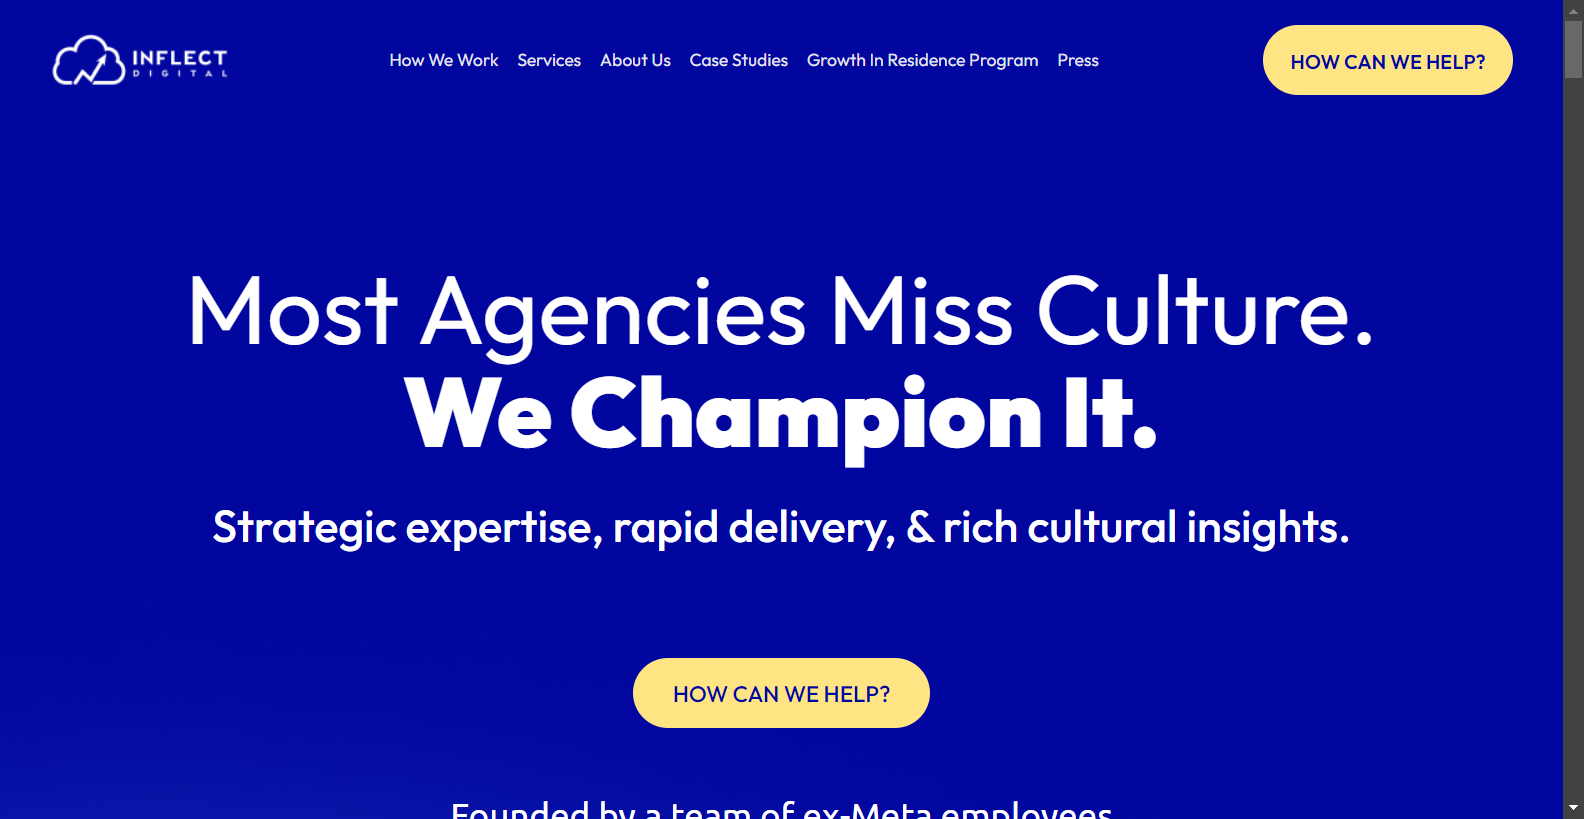 INFLECT
DIGITAL
How We Work Services About Us Case Studies Growth In Residence Program Press
HOW CAN WE HELP?
Most Agencies Miss Culture.
We Champion It.
Strategic expertise, rapid delivery, & rich cultural insights.
HOW CAN WE HELP?
Founded by a team of ex-Meta employees